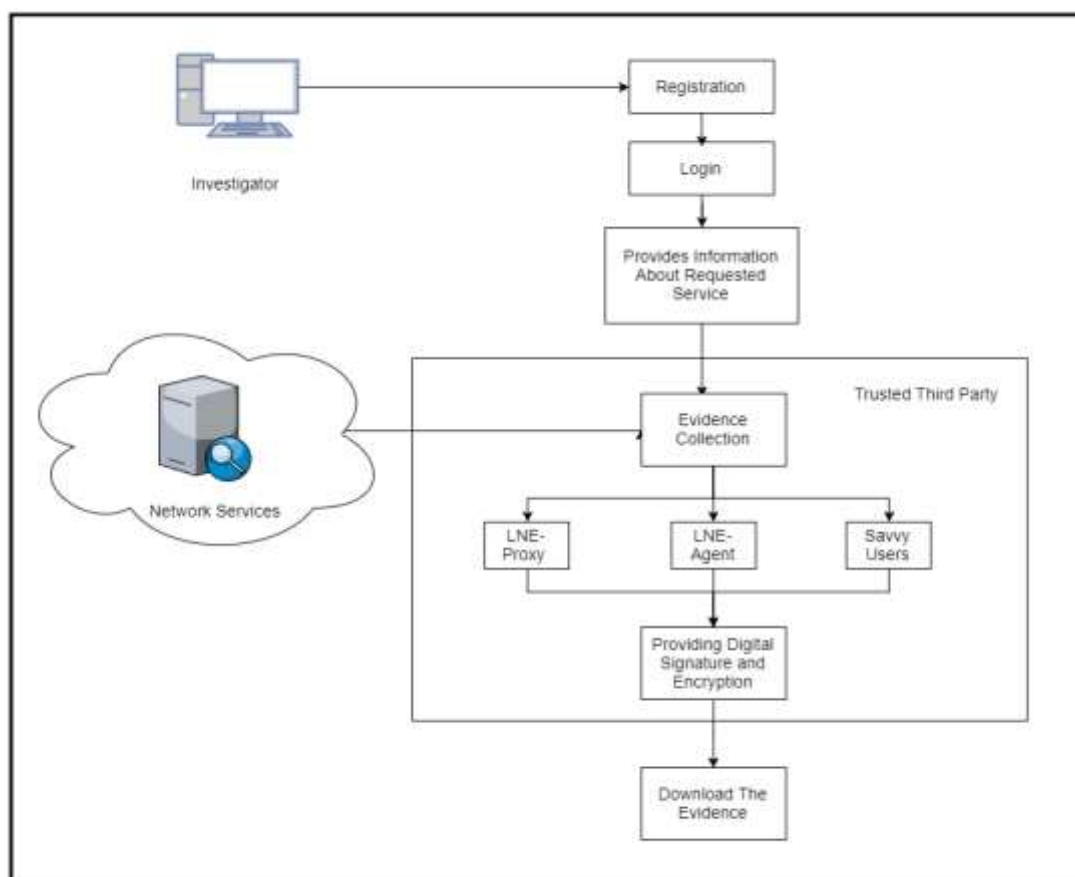 Registration
Investigator
Login
Provides Information
About Requested
Service
Trusted Third Party
Evidence
Collection
Network Services
LNE-
Proxy
LNE-
Agent
Savvy
Users
Providing Digital
Signature and
Encryption
Download The
Evidence